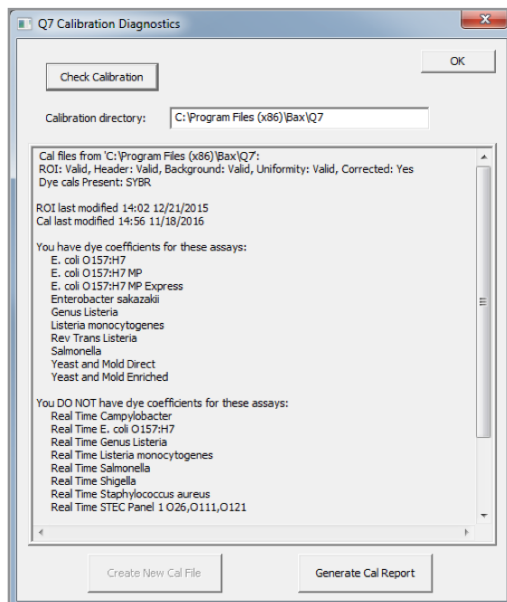 Q7 Calibration Diagnostics
OK
Check Calibration
Calibration directory: C:\Program Files (x86)\Bax\Q7
Cal files from 'C:\Program Files (x86)\Bax\Q7':
ROI: Valid, Header: Valid, Background: Valid, Uniformity: Valid, Corrected: Yes
Dye cals Present: SYBR
ROI last modified 14:02 12/21/2015
Cal last modified 14:56 11/18/2016
You have dye coefficients for these assays:
E. coli O157:H7
E. coli O157:H7 MP
E. coli O157:H7 MP Express
Enterobacter sakazakii
Genus Listeria
Listeria monocytogenes
Rev Trans Listeria
Salmonella
Yeast and Mold Direct
Yeast and Mold Enriched
You DO NOT have dye coefficients for these assays:
Real Time Campylobacter
Real Time E. coli O157:H7
Real Time Genus Listeria
Real Time Listeria monocytogenes
Real Time Salmonella
Real Time Shigella
Real Time Staphylococcus aureus
Real Time STEC Panel 1 O26,O111,O121
Create New Cal File
Generate Cal Report